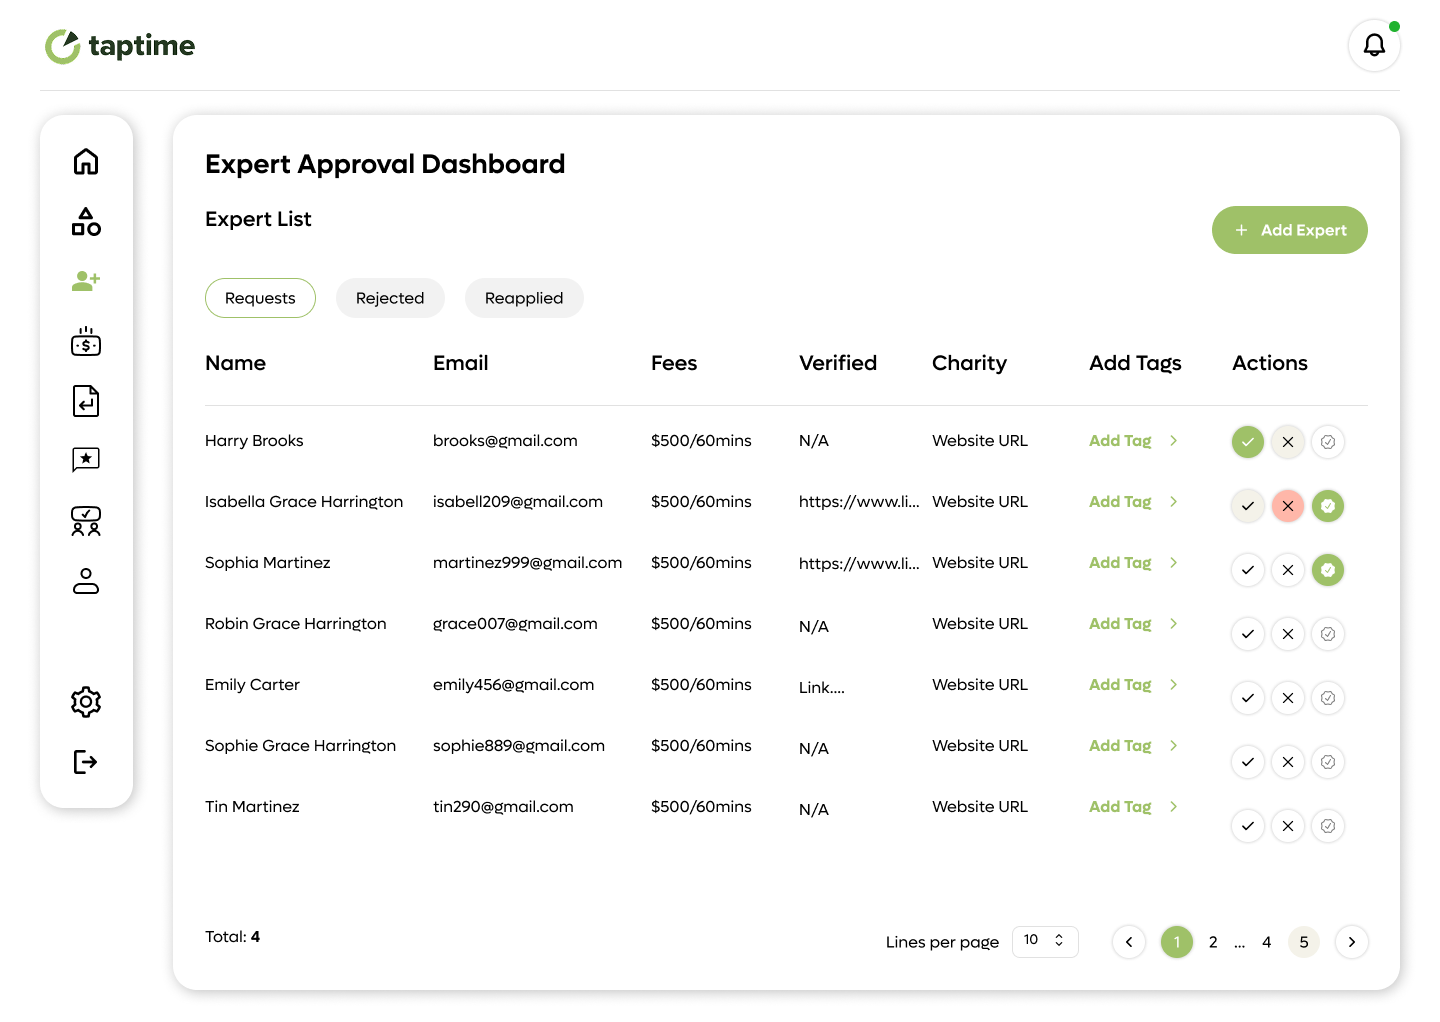 taptime
Expert Approval Dashboard
Expert List
+ Add Expert
Requests Rejected Reapplied
Name Email Fees Verified Charity Add Tags Actions
Harry Brooks brooks@gmail.com $500/60mins N/A Website URL Add Tag
Isabella Grace Harrington isabell209@gmail.com $500/60mins https://www.li... Website URL Add Tag
Sophia Martinez martinez999@gmail.com $500/60mins https://www.li... Website URL Add Tag
Robin Grace Harrington grace007@gmail.com $500/60mins N/A Website URL Add Tag
Emily Carter emily456@gmail.com $500/60mins Link.... Website URL Add Tag
Sophie Grace Harrington sophie889@gmail.com $500/60mins N/A Website URL Add Tag
Tin Martinez tin290@gmail.com $500/60mins N/A Website URL Add Tag
Total: 4 Lines per page 10 1 2 ... 4 5